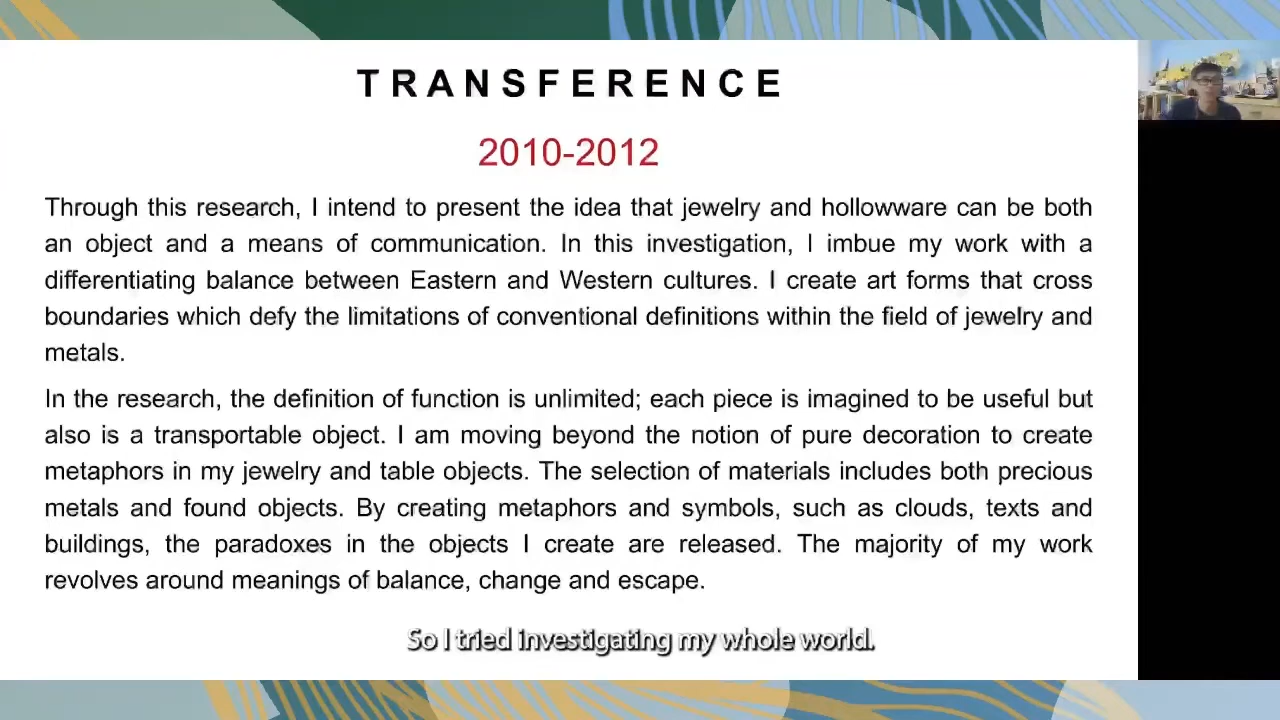 TRANSFERENCE
2010-2012
Through this research, I intend to present the idea that jewelry and hollowware can be both
an object and a means of communication. In this investigation, I imbue my work with a
differentiating balance between Eastern and Western cultures. I create art forms that cross
boundaries which defy the limitations of conventional definitions within the field of jewelry and
metals.
In the research, the definition of function is unlimited; each piece is imagined to be useful but
also is a transportable object. I am moving beyond the notion of pure decoration to create
metaphors in my jewelry and table objects. The selection of materials includes both precious
metals and found objects. By creating metaphors and symbols, such as clouds, texts and
buildings, the paradoxes in the objects I create are released. The majority of my work
revolves around meanings of balance, change and escape.
So I tried investigating my whole world.